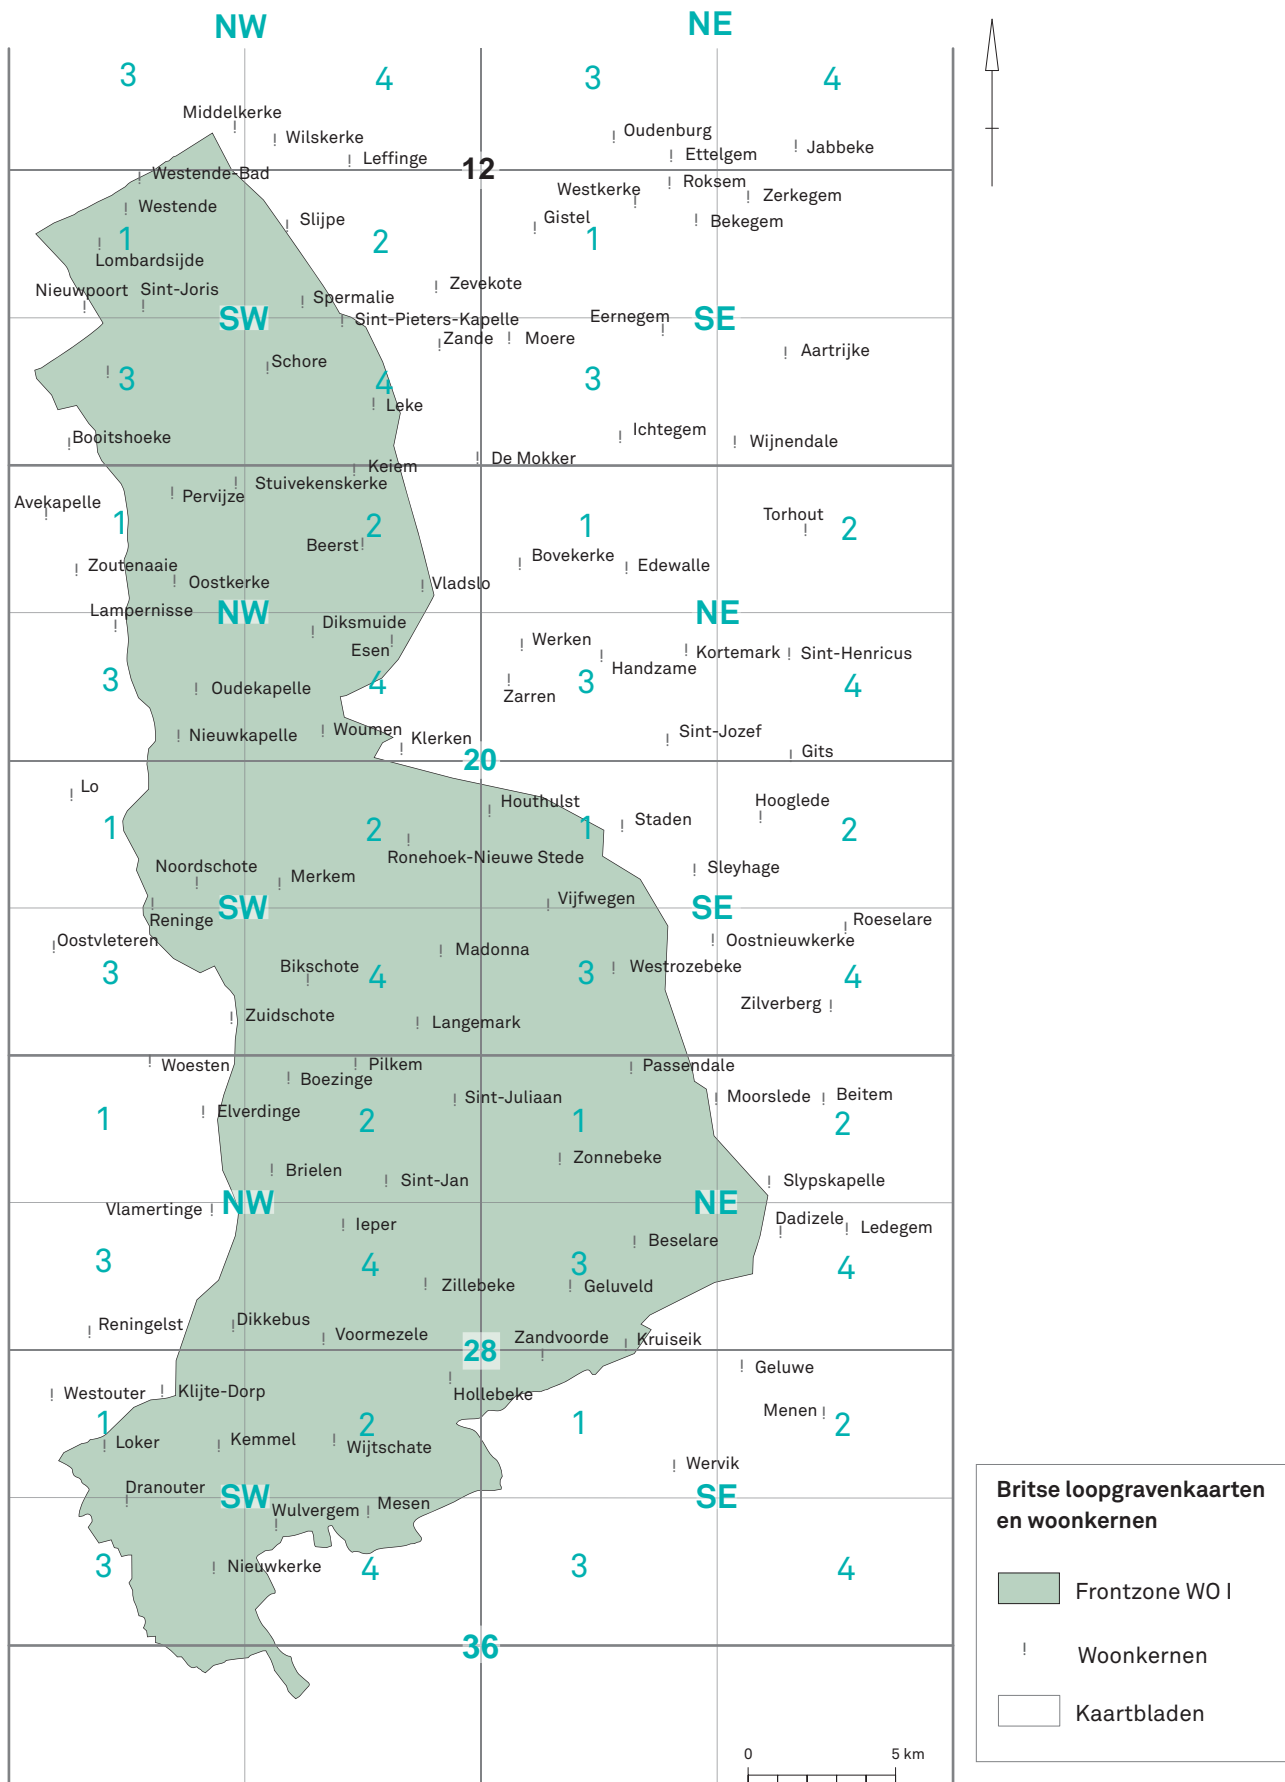 NW
NE
3
4
3
4
Middelkerke
Wilskerke
Leffinge
Oudenburg
Ettelgem
Jabbeke
12
Westende-Bad
Westkerke
Roksem
Zerkegem
Westende
Slijpe
Gistel
Bekegem
1
2
1
Lombardsijde
Nieuwpoort
Sint-Joris
Spermalie
Zevekote
SW
Sint-Pieters-Kapelle
Eernegem
SE
Zande
Moere
Aartrijke
Schore
3
4
3
Leke
Booitshoeke
Ichtegem
Wijnendale
De Mokker
Keiem
Stuivekenskerke
Pervijze
Avekapelle
1
2
1
Torhout
2
Beerst
Bovekerke
Edewalle
Zoutenaaie
Oostkerke
Vladslo
Lampernisse
NW
NE
Diksmuide
Esen
Werken
Handzame
Kortemark
Sint-Henricus
3
Oudekapelle
4
Zarren
3
4
Nieuwkapelle
Woumen
Klerken
Sint-Jozef
Gits
20
Lo
Houthulst
Hooglede
1
2
1
Staden
2
Ronehoek-Nieuwe Stede
Noordschote
Merkem
Sleyhage
Reninge
SW
Vijfwegen
SE
Roeselare
Oostvleteren
Oostnieuwkerke
Madonna
3
Bikschote
4
3
Westrozebeke
4
Zilverberg
Zuidschote
Langemark
Woesten
Pilkem
Passendale
Boezinge
Sint-Juliaan
Moorslede
Beitem
1
Elverdinge
2
1
2
Brielen
Sint-Jan
Zonnebeke
Slypskapelle
Vlamertinge
NW
NE
Ieper
Dadizele
Ledegem
Beselare
3
4
3
4
Zillebeke
Geluveld
Reningelst
Dikkebus
Voormezele
Zandvoorde
Kruiseik
28
Geluwe
Westouter
Klijte-Dorp
Hollebeke
Menen
1
2
1
2
Loker
Kemmel
Wijtschate
Wervik
Dranouter
SW
SE
Wulvergem
Mesen
3
Nieuwkerke
4
3
4
36
Britse loopgravenkaarten
en woonkernen
Frontzone WO I
Woonkernen
Kaartbladen
0
5 km